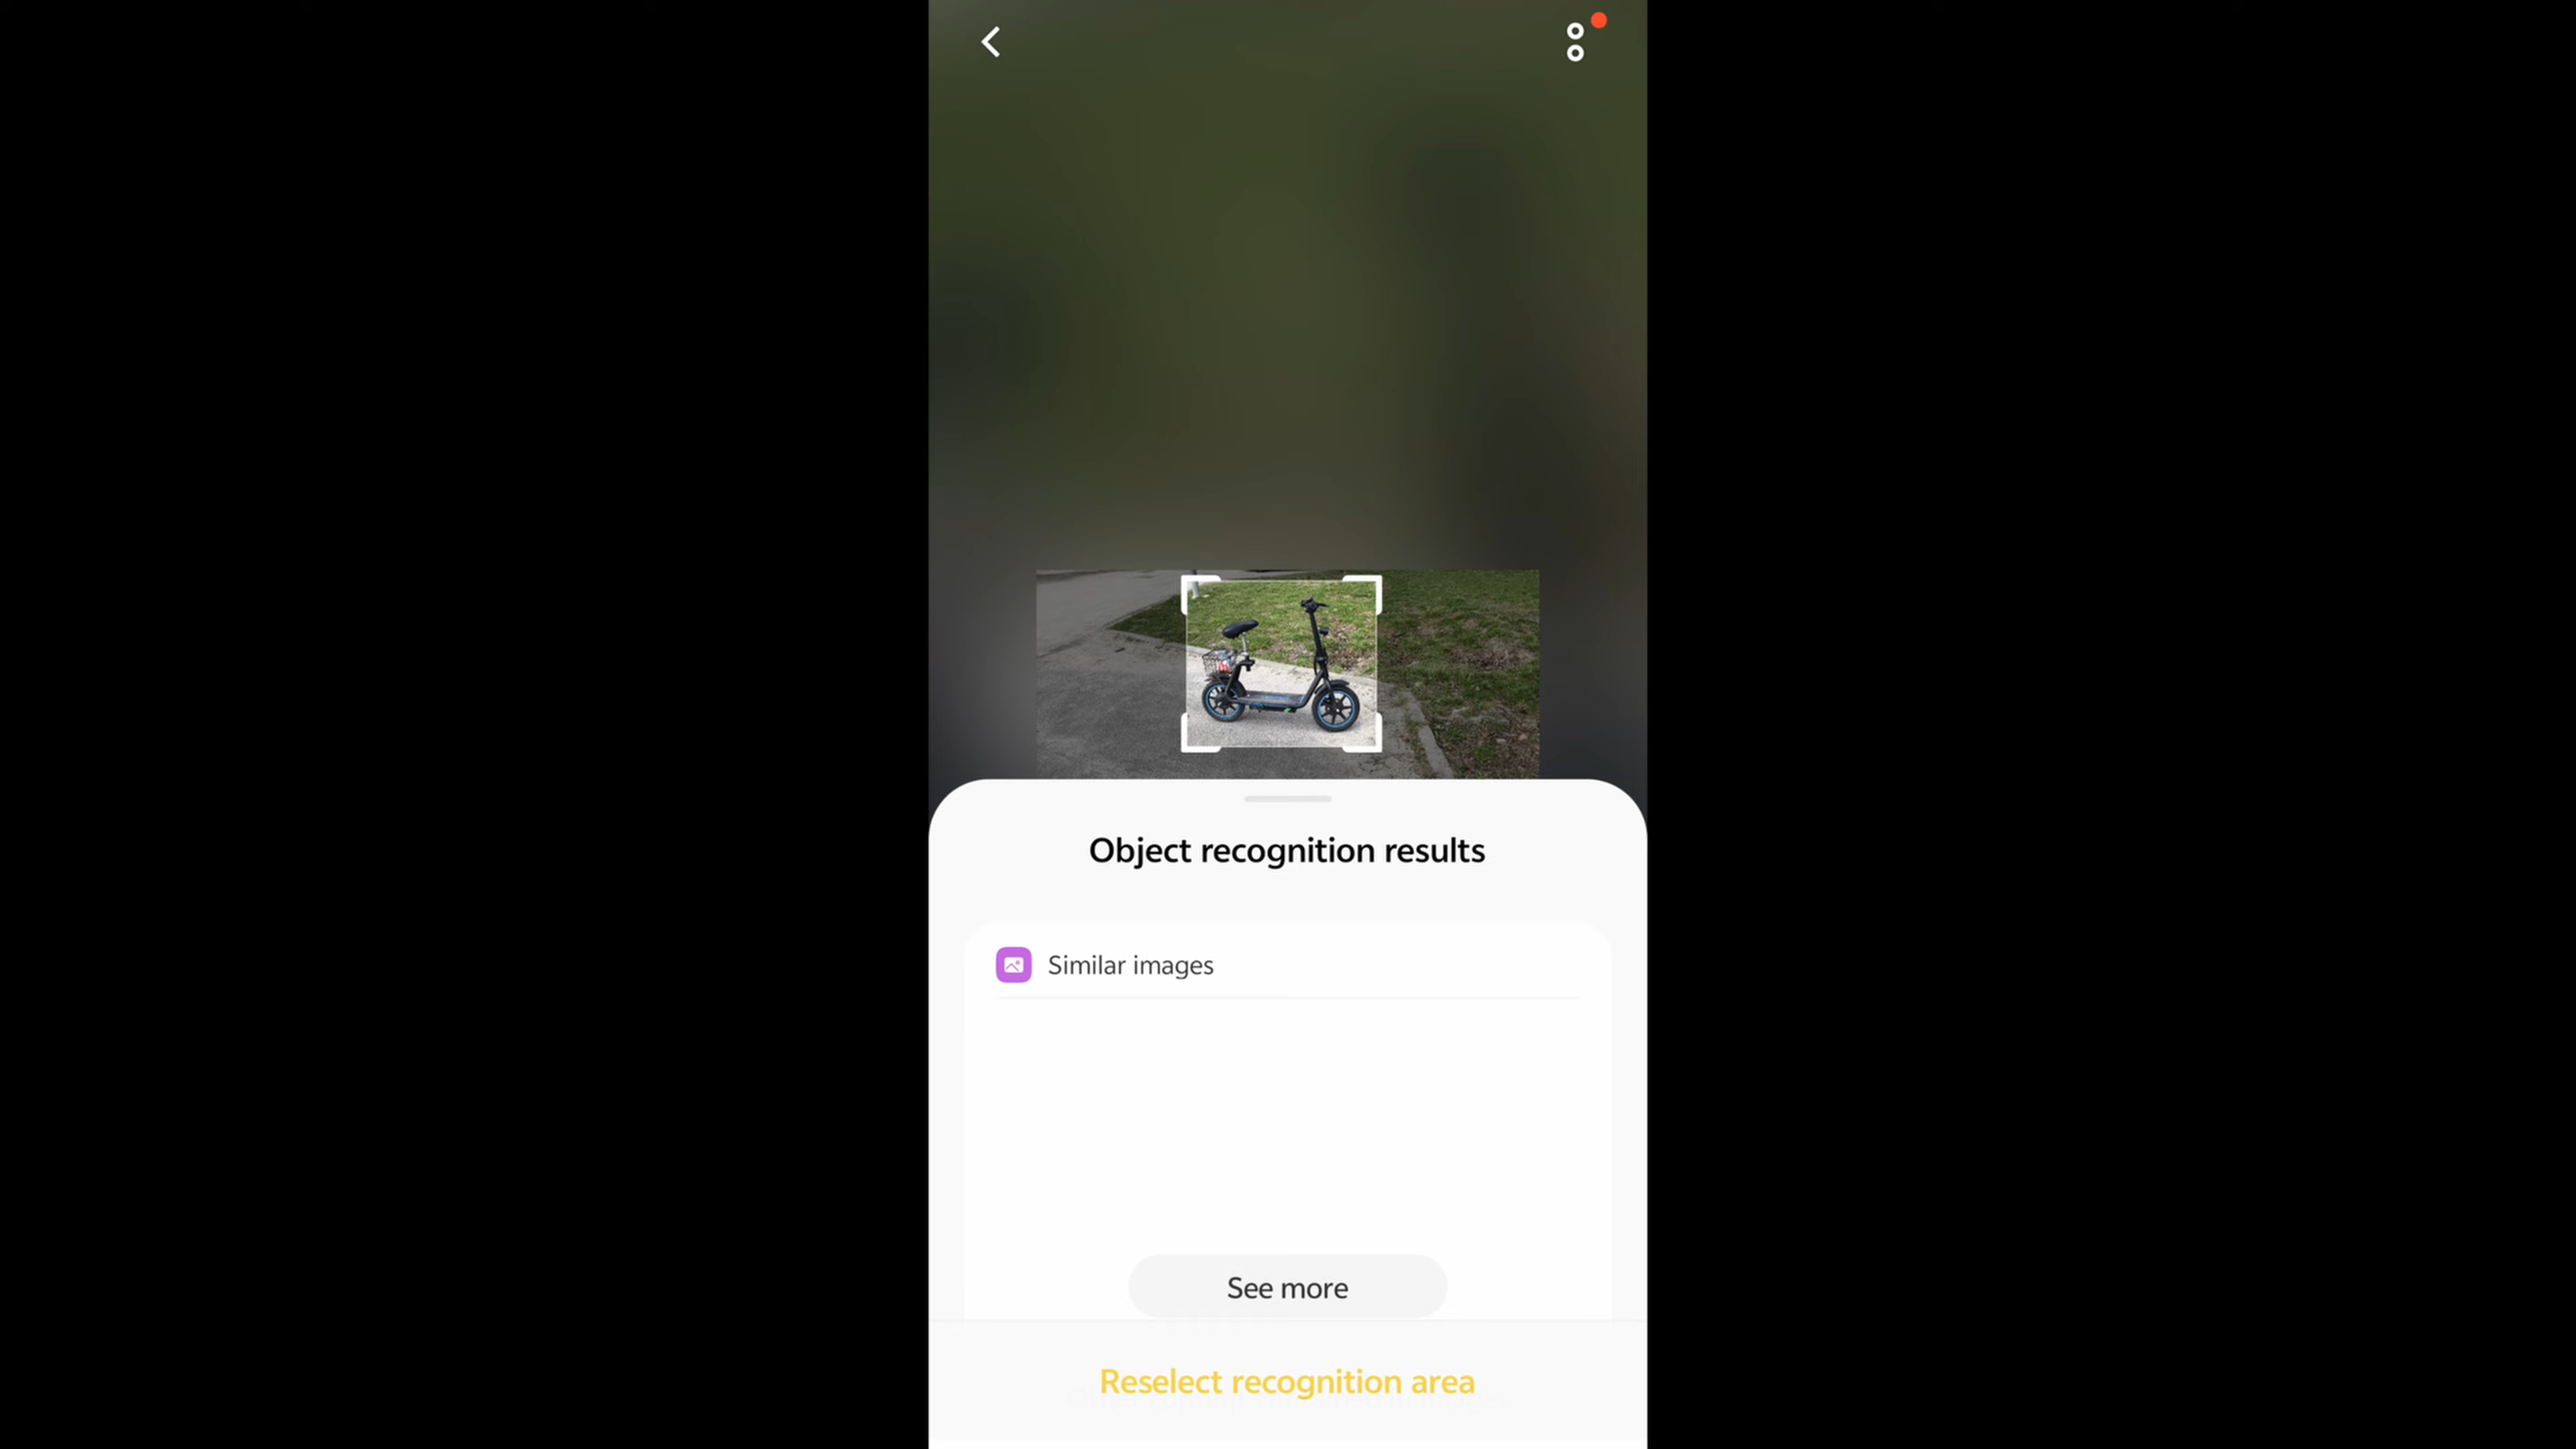 Object recognition results
Similar images
See more
Reselect recognition area